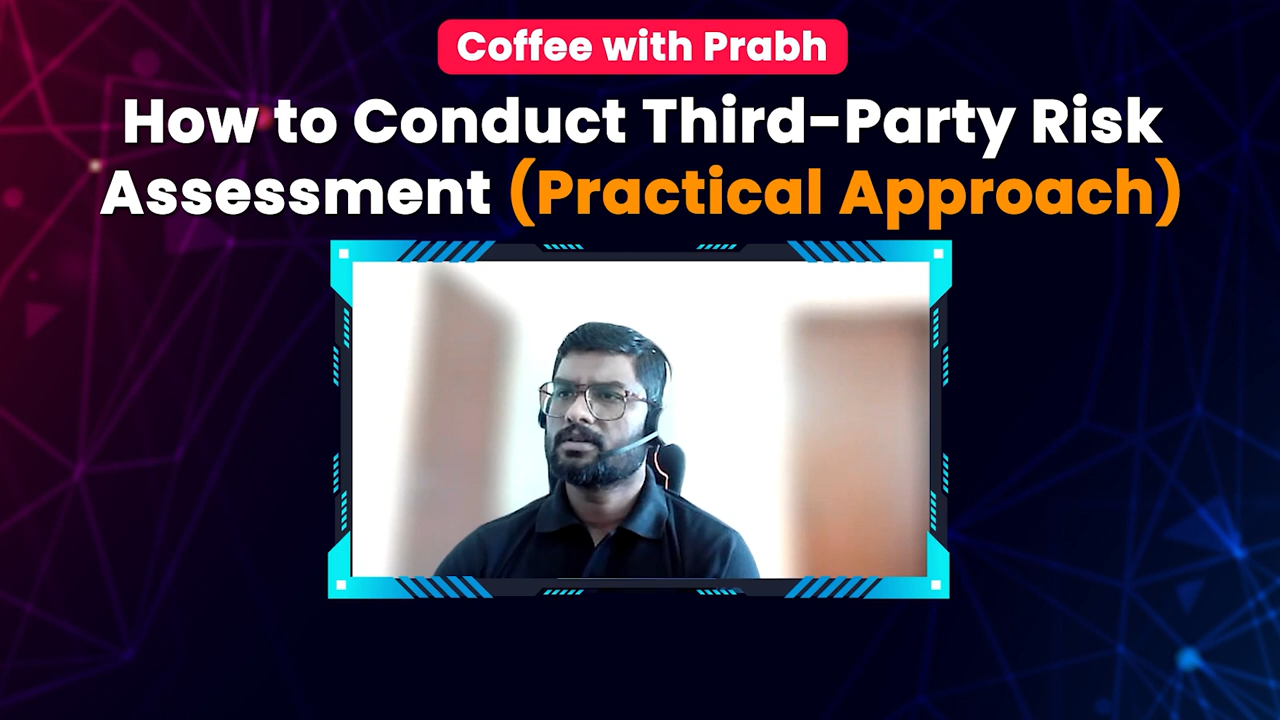 Coffee with Prabh
How to Conduct Third-Party Risk
Assessment (Practical Approach)